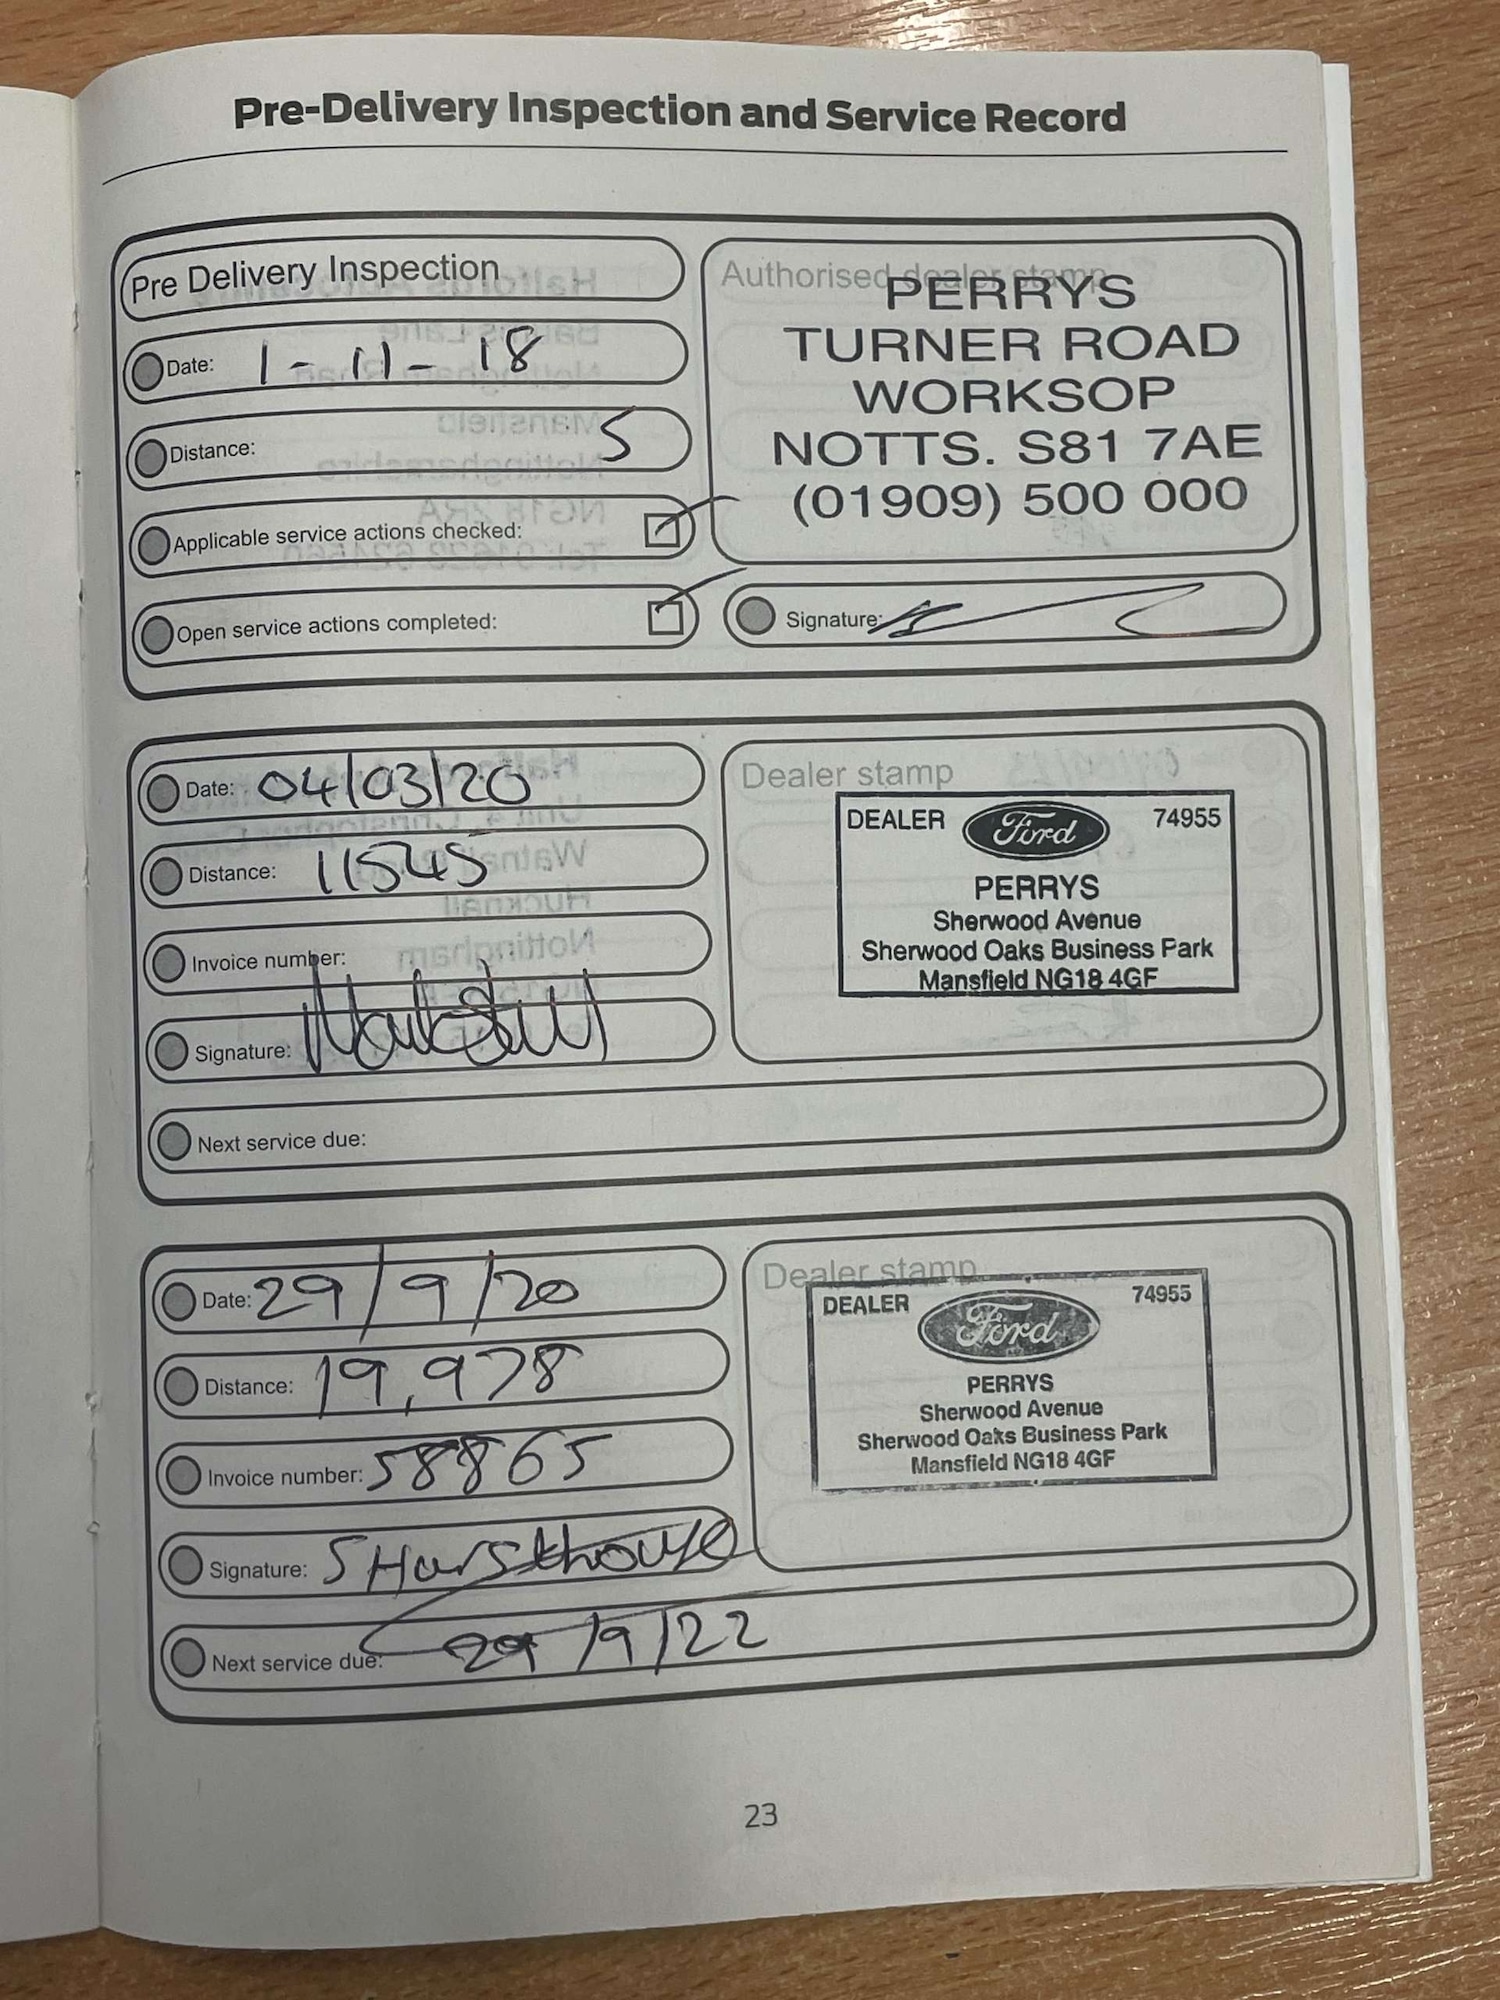 Pre-Delivery Inspection and Service Record
Pre Delivery Inspection
Date: 1-11-18
Distance: 5
Applicable service actions checked:
Open service actions completed:
Authorised dealer stamp
PERRYS
TURNER ROAD
WORKSOP
NOTTS. S81 7AE
(01909) 500 000
Signature:
Date: 04/03/20
Distance: 11545
Invoice number:
Signature:
Next service due:
Dealer stamp
DEALER Ford 74955
PERRYS
Sherwood Avenue
Sherwood Oaks Business Park
Mansfield NG18 4GF
Date: 29/9/20
Distance: 19,978
Invoice number: 58865
Signature: S Hursthouse
Next service due: 29/9/22
Dealer stamp
DEALER Ford 74955
PERRYS
Sherwood Avenue
Sherwood Oaks Business Park
Mansfield NG18 4GF
23